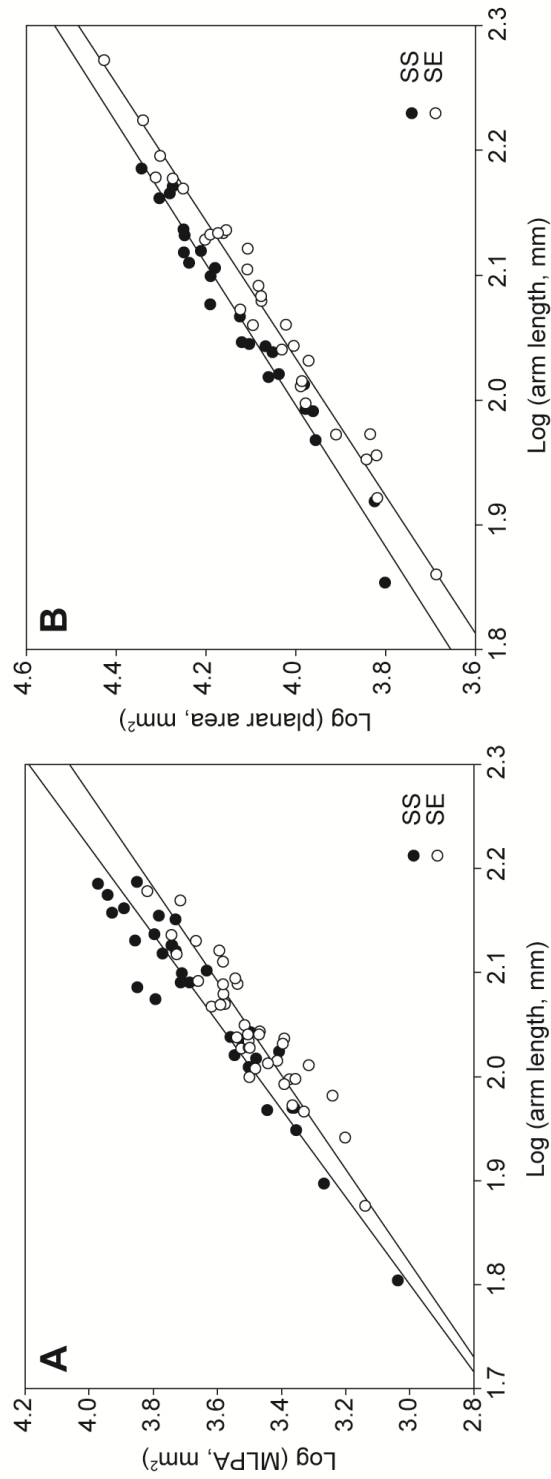 A
Log (MLPA, mm²)
4.2
4.0
3.8
3.6
3.4
3.2
3.0
2.8
1.7
1.8
1.9
2.0
2.1
2.2
2.3
Log (arm length, mm)
SS
SE
B
Log (planar area, mm²)
4.6
4.4
4.2
4.0
3.8
3.6
1.8
1.9
2.0
2.1
2.2
2.3
Log (arm length, mm)
SS
SE